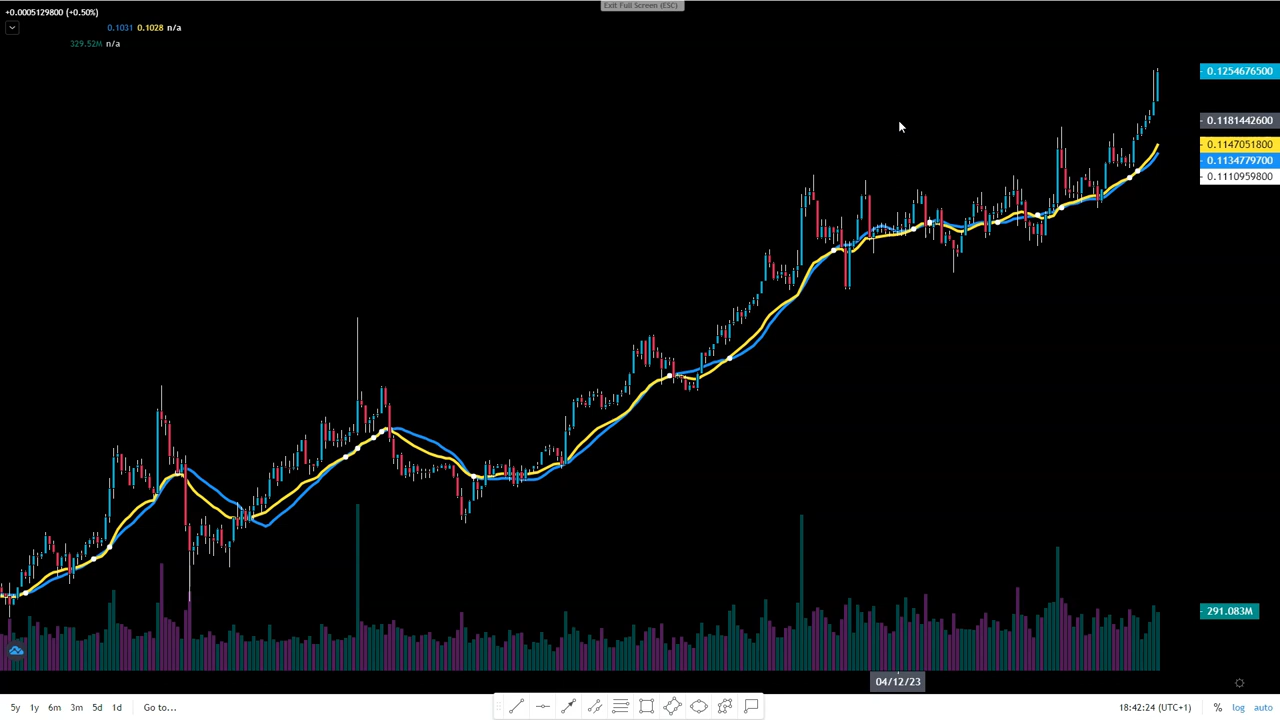 Exit Full Screen (ESC)
+0.0005129800 (+0.50%)
0.1031 0.1028 n/a
329.52M n/a
0.1254676500
0.1181442600
0.1147051800
0.1134779700
0.1110959800
291.083M
04/12/23
5y 1y 6m 3m 5d 1d Go to... 18:42:24 (UTC+1) % log auto